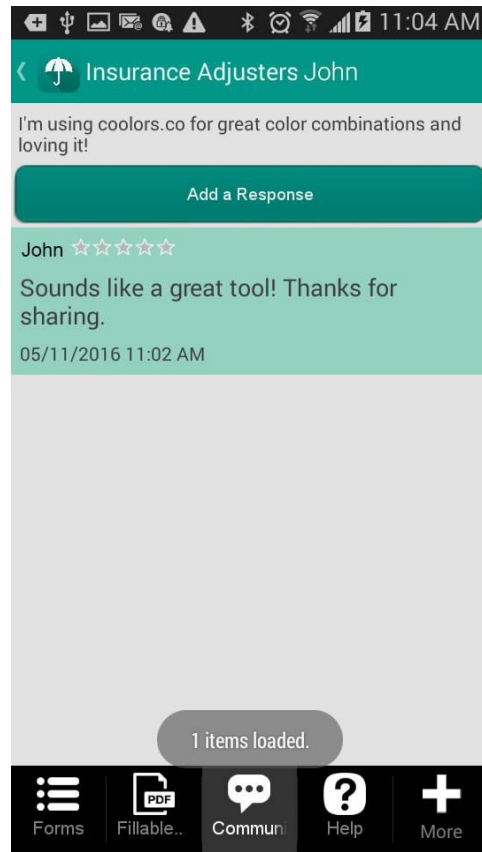 11:04 AM
Insurance Adjusters John
I'm using coolors.co for great color combinations and
loving it!
Add a Response
John
Sounds like a great tool! Thanks for
sharing.
05/11/2016 11:02 AM
1 items loaded.
PDF
Forms Fillable.. Communi Help More